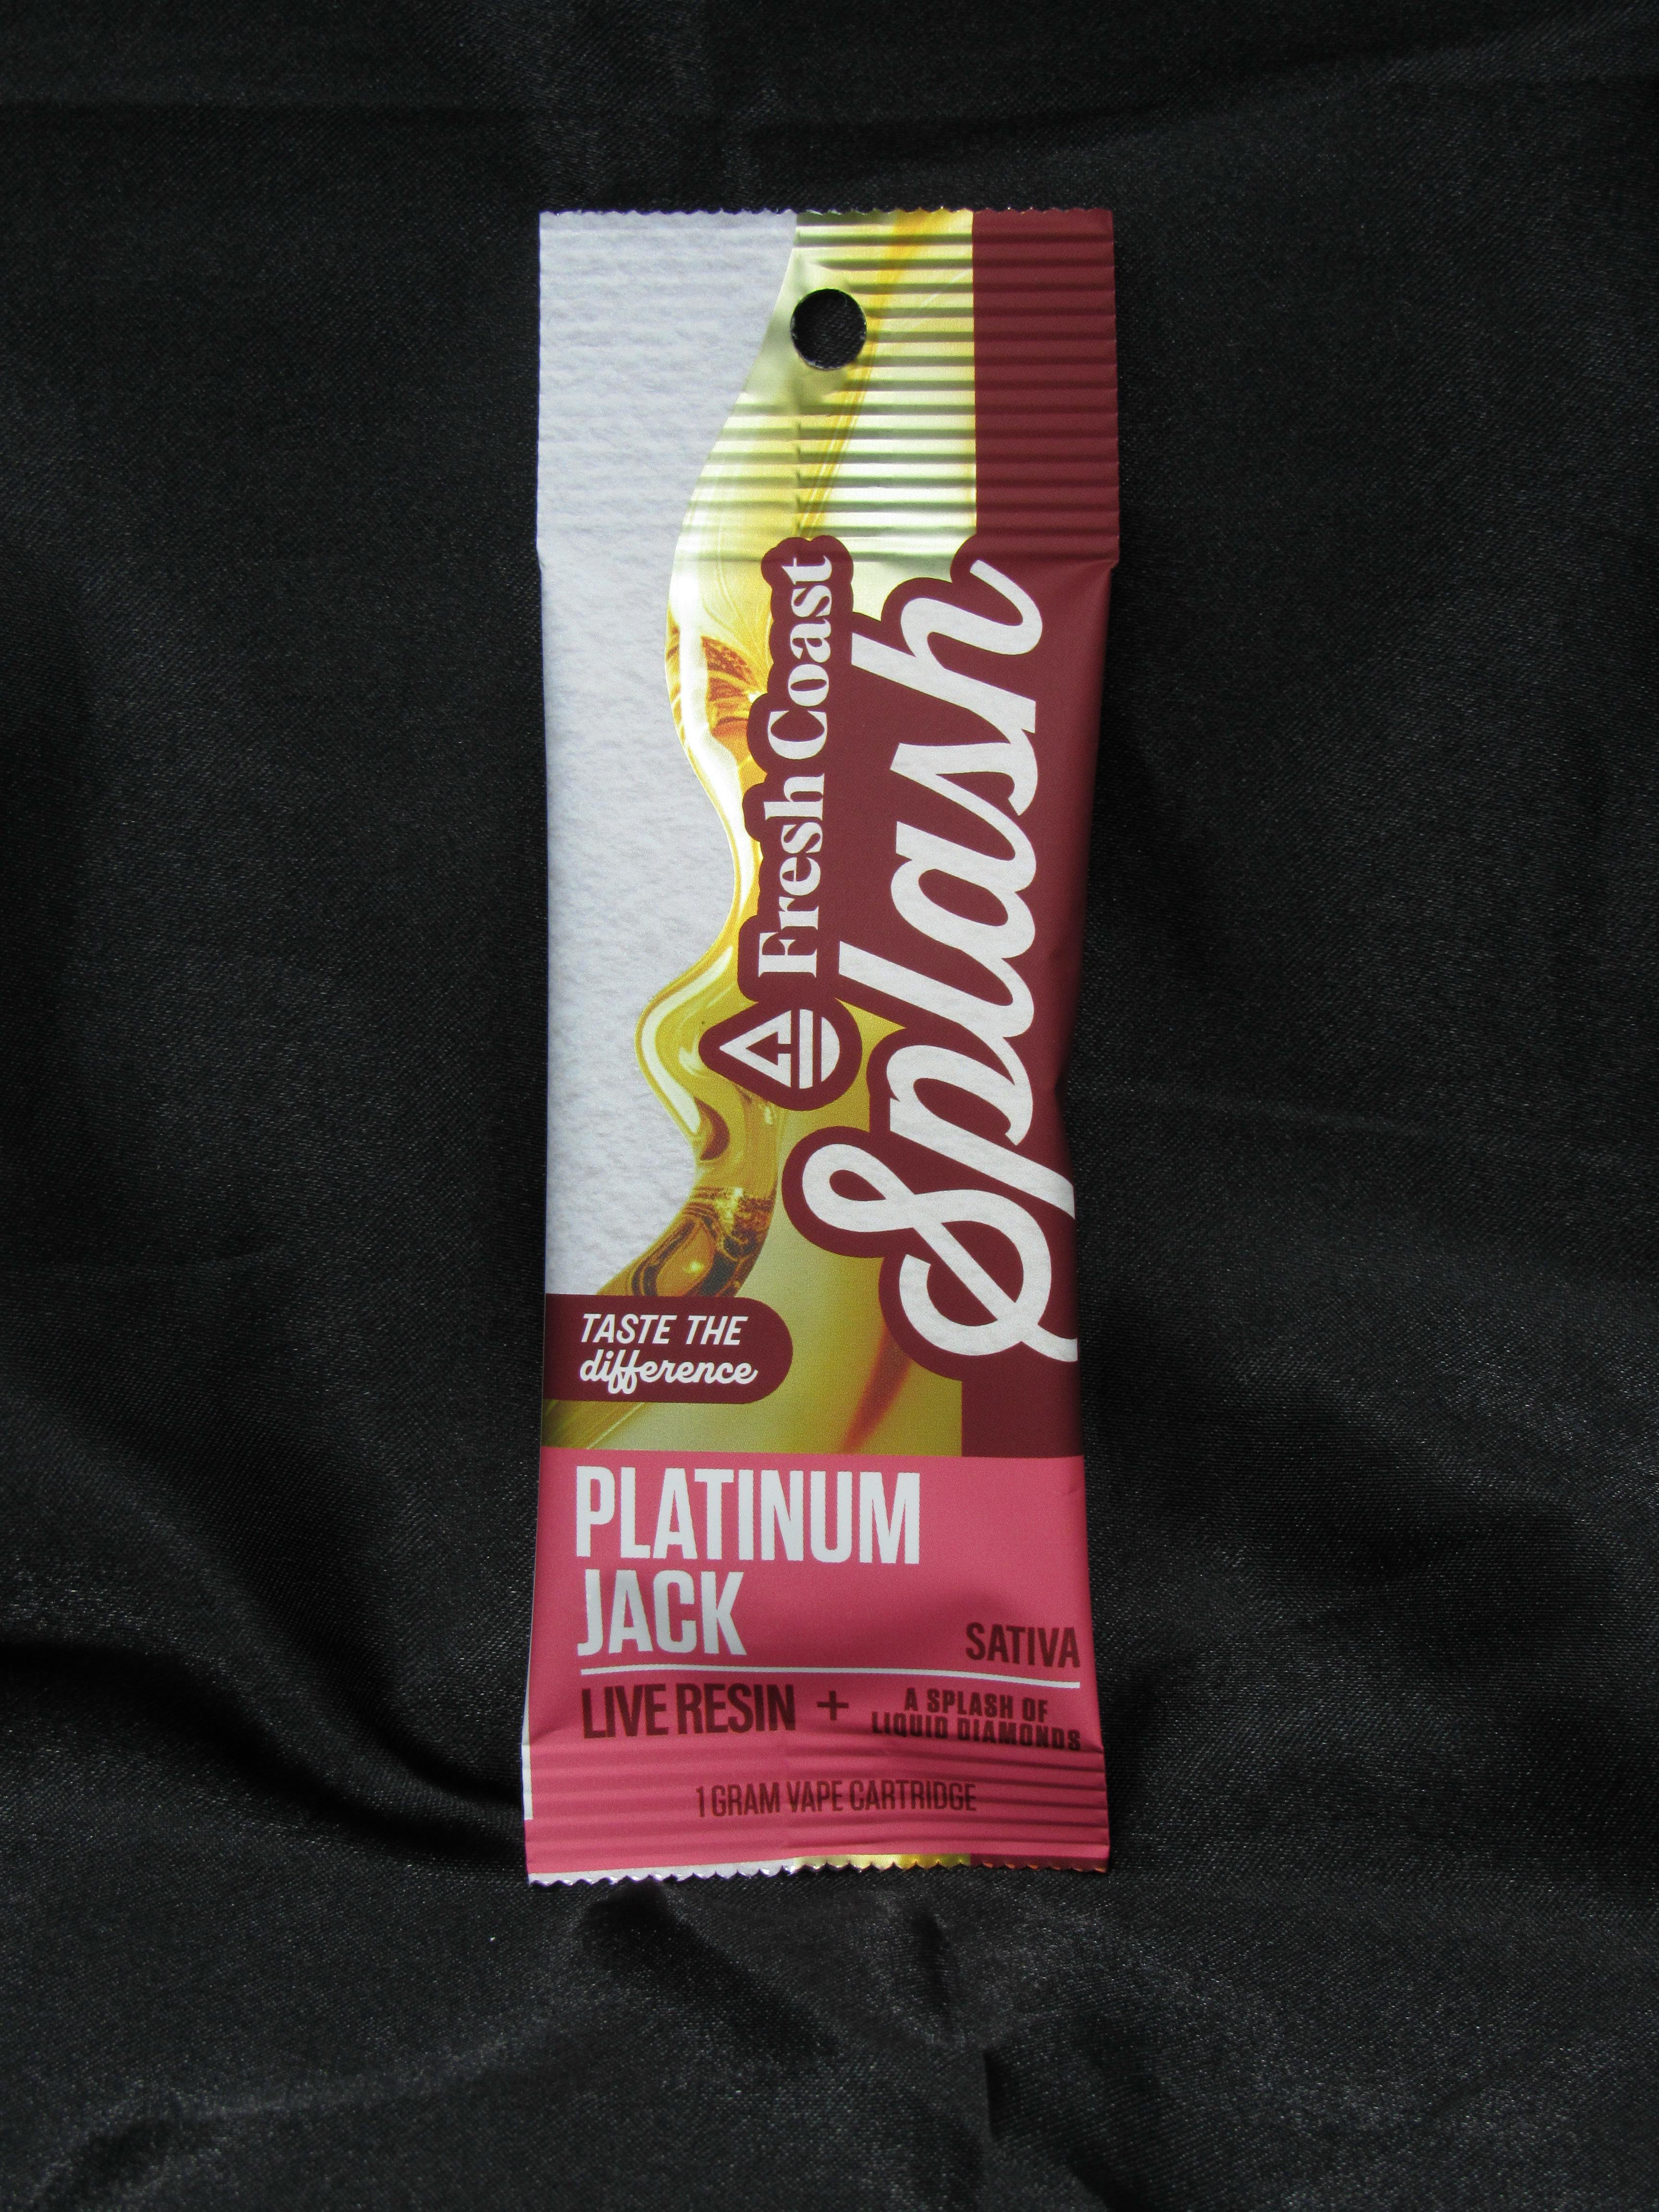 Fresh Coast
Splash
TASTE THE
difference
PLATINUM
JACK
SATIVA
LIVE RESIN + A SPLASH OF
LIQUID DIAMONDS
1 GRAM VAPE CARTRIDGE